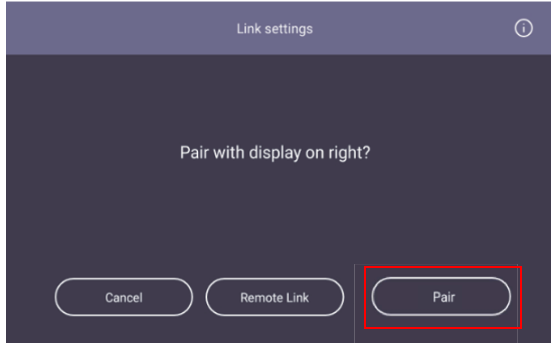 Link settings
Pair with display on right?
Cancel
Remote Link
Pair